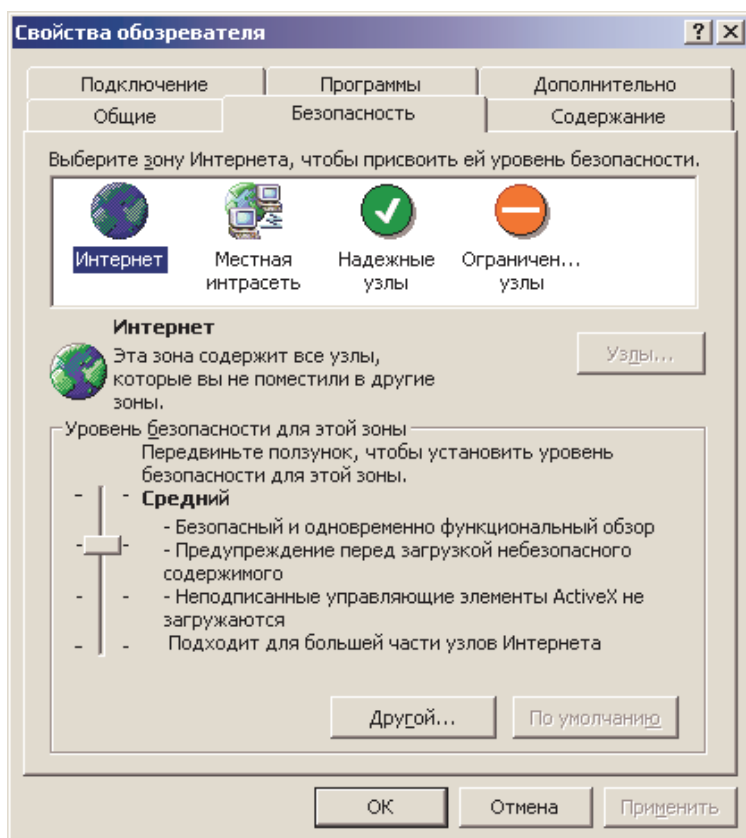 Свойства обозревателя
Подключение Программы Дополнительно
Общие Безопасность Содержание
Выберите зону Интернета, чтобы присвоить ей уровень безопасности.
Интернет Местная Надежные Ограничен...
интрасеть узлы узлы
Интернет
Эта зона содержит все узлы, Узлы...
которые вы не поместили в другие
зоны.
Уровень безопасности для этой зоны
Передвиньте ползунок, чтобы установить уровень
безопасности для этой зоны.
Средний
- Безопасный и одновременно функциональный обзор
- Предупреждение перед загрузкой небезопасного
содержимого
- Неподписанные управляющие элементы ActiveX не
загружаются
Подходит для большей части узлов Интернета
Другой... По умолчанию
ОК Отмена Применить